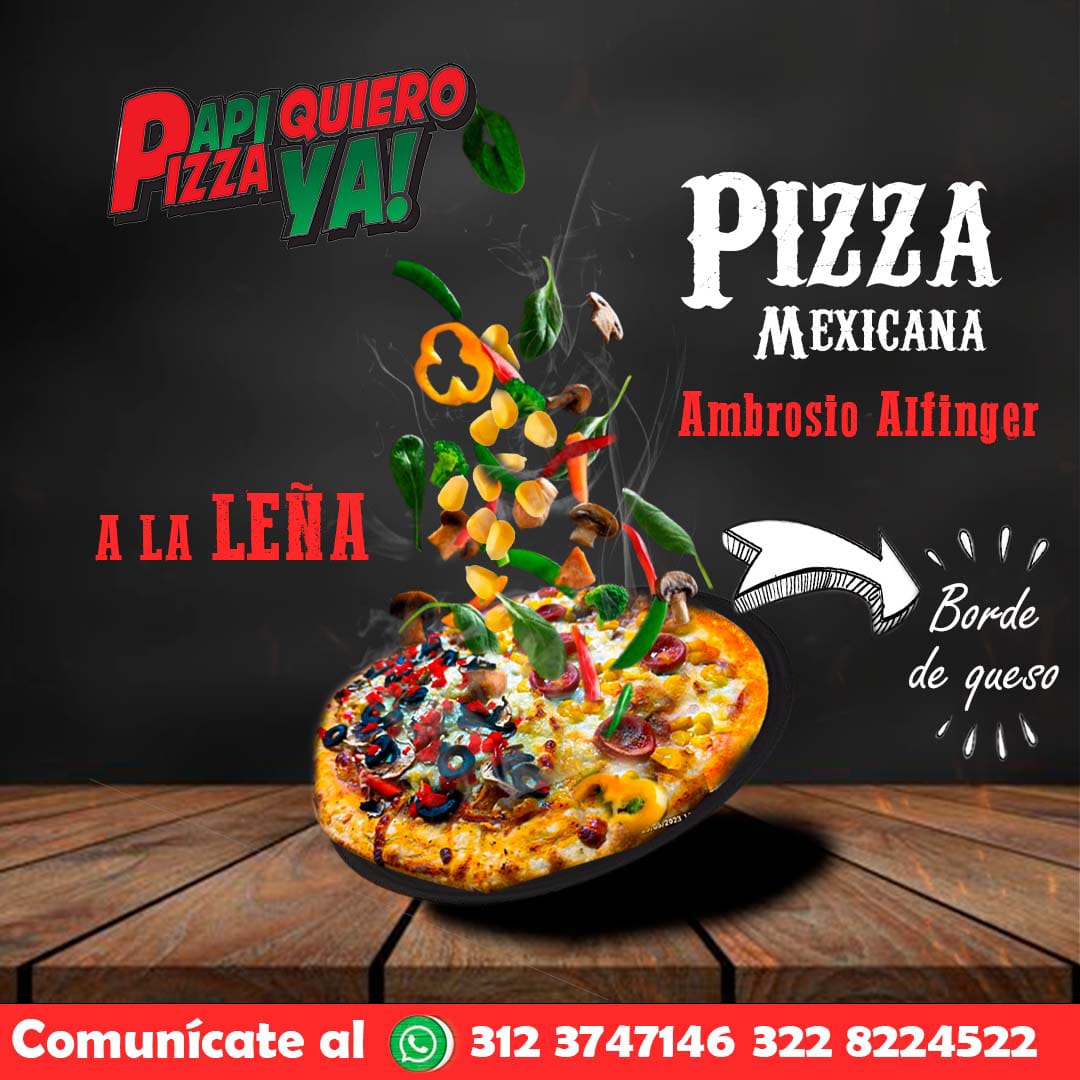 PAPI QUIERO
PIZZA YA!
PIZZA
MEXICANA
Ambrosio Alfinger
A LA LEÑA
Borde
de queso
Comunícate al 312 3747146 322 8224522